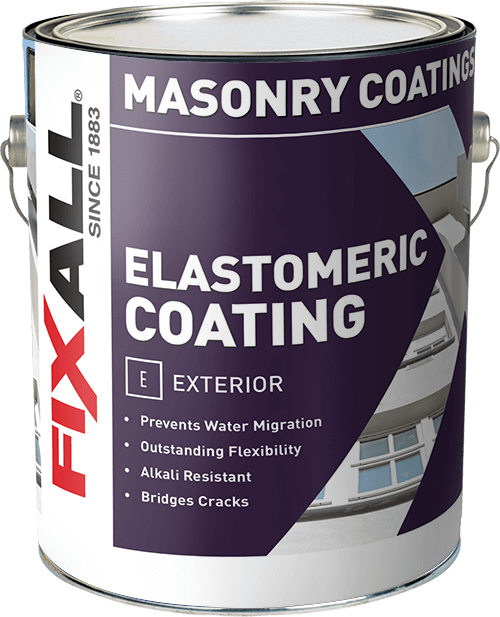 MASONRY COATINGS
FIXALL®
SINCE 1883
ELASTOMERIC
COATING
E EXTERIOR
• Prevents Water Migration
• Outstanding Flexibility
• Alkali Resistant
• Bridges Cracks